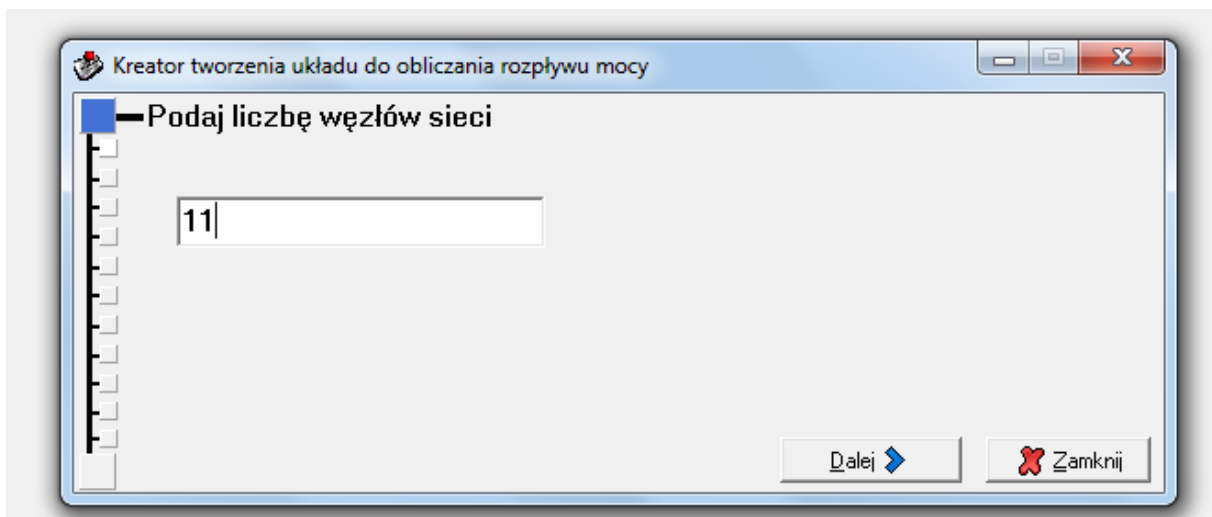 Kreator tworzenia układu do obliczania rozpływu mocy
Podaj liczbę węzłów sieci
11
Dalej
Zamknij